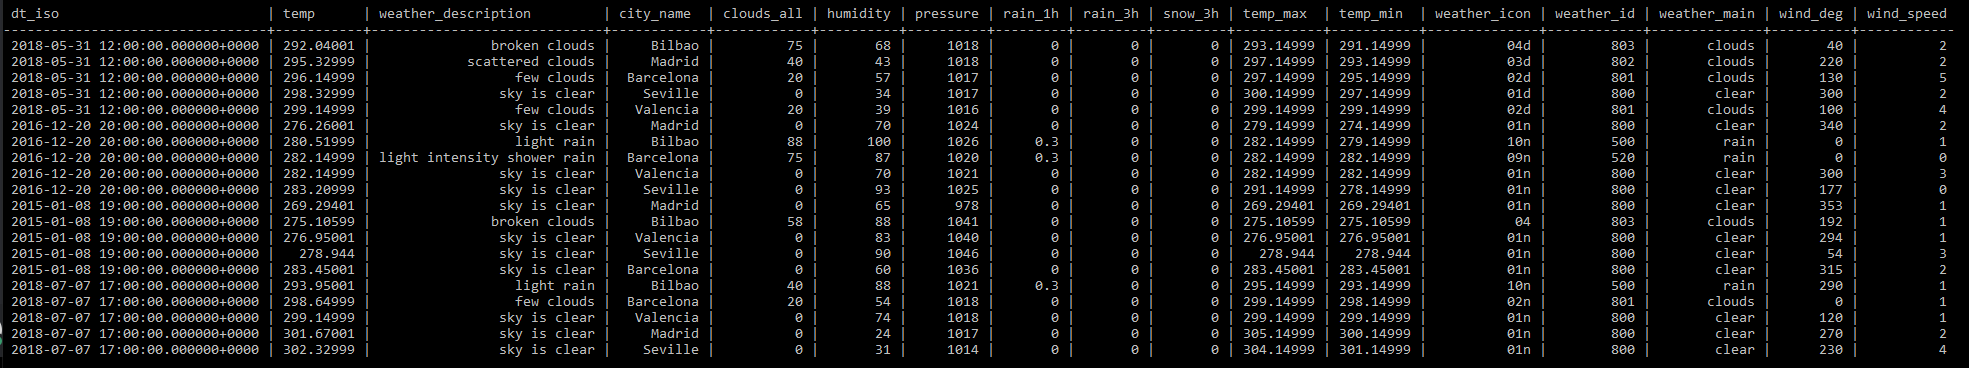 dt_iso | temp | weather_description | city_name | clouds_all | humidity | pressure | rain_1h | rain_3h | snow_3h | temp_max | temp_min | weather_icon | weather_id | weather_main | wind_deg | wind_speed
2018-05-31 12:00:00.000000+0000 | 292.04001 | broken clouds | Bilbao | 75 | 68 | 1018 | 0 | 0 | 0 | 293.14999 | 291.14999 | 04d | 803 | clouds | 40 | 2
2018-05-31 12:00:00.000000+0000 | 295.32999 | scattered clouds | Madrid | 40 | 43 | 1018 | 0 | 0 | 0 | 297.14999 | 293.14999 | 03d | 802 | clouds | 220 | 2
2018-05-31 12:00:00.000000+0000 | 296.14999 | few clouds | Barcelona | 20 | 57 | 1017 | 0 | 0 | 0 | 297.14999 | 295.14999 | 02d | 801 | clouds | 130 | 5
2018-05-31 12:00:00.000000+0000 | 298.32999 | sky is clear | Seville | 0 | 34 | 1017 | 0 | 0 | 0 | 300.14999 | 297.14999 | 01d | 800 | clear | 300 | 2
2018-05-31 12:00:00.000000+0000 | 299.14999 | few clouds | Valencia | 20 | 39 | 1016 | 0 | 0 | 0 | 299.14999 | 299.14999 | 02d | 801 | clouds | 100 | 4
2016-12-20 20:00:00.000000+0000 | 276.26001 | sky is clear | Madrid | 0 | 70 | 1024 | 0 | 0 | 0 | 279.14999 | 274.14999 | 01n | 800 | clear | 340 | 2
2016-12-20 20:00:00.000000+0000 | 280.51999 | light rain | Bilbao | 88 | 100 | 1026 | 0.3 | 0 | 0 | 282.14999 | 279.14999 | 10n | 500 | rain | 0 | 1
2016-12-20 20:00:00.000000+0000 | 282.14999 | light intensity shower rain | Barcelona | 75 | 87 | 1020 | 0.3 | 0 | 0 | 282.14999 | 282.14999 | 09n | 520 | rain | 0 | 0
2016-12-20 20:00:00.000000+0000 | 282.14999 | sky is clear | Valencia | 0 | 70 | 1021 | 0 | 0 | 0 | 282.14999 | 282.14999 | 01n | 800 | clear | 300 | 3
2016-12-20 20:00:00.000000+0000 | 283.20999 | sky is clear | Seville | 0 | 93 | 1025 | 0 | 0 | 0 | 291.14999 | 278.14999 | 01n | 800 | clear | 177 | 0
2015-01-08 19:00:00.000000+0000 | 269.29401 | sky is clear | Madrid | 0 | 65 | 978 | 0 | 0 | 0 | 269.29401 | 269.29401 | 01n | 800 | clear | 353 | 1
2015-01-08 19:00:00.000000+0000 | 275.10599 | broken clouds | Bilbao | 58 | 88 | 1041 | 0 | 0 | 0 | 275.10599 | 275.10599 | 04 | 803 | clouds | 192 | 1
2015-01-08 19:00:00.000000+0000 | 276.95001 | sky is clear | Valencia | 0 | 83 | 1040 | 0 | 0 | 0 | 276.95001 | 276.95001 | 01n | 800 | clear | 294 | 1
2015-01-08 19:00:00.000000+0000 | 278.944 | sky is clear | Seville | 0 | 90 | 1046 | 0 | 0 | 0 | 278.944 | 278.944 | 01n | 800 | clear | 54 | 3
2015-01-08 19:00:00.000000+0000 | 283.45001 | sky is clear | Barcelona | 0 | 60 | 1036 | 0 | 0 | 0 | 283.45001 | 283.45001 | 01n | 800 | clear | 315 | 2
2018-07-07 17:00:00.000000+0000 | 293.95001 | light rain | Bilbao | 40 | 88 | 1021 | 0.3 | 0 | 0 | 295.14999 | 293.14999 | 10n | 500 | rain | 290 | 1
2018-07-07 17:00:00.000000+0000 | 298.64999 | few clouds | Barcelona | 20 | 54 | 1018 | 0 | 0 | 0 | 299.14999 | 298.14999 | 02n | 801 | clouds | 0 | 1
2018-07-07 17:00:00.000000+0000 | 299.14999 | sky is clear | Valencia | 0 | 74 | 1018 | 0 | 0 | 0 | 299.14999 | 299.14999 | 01n | 800 | clear | 120 | 1
2018-07-07 17:00:00.000000+0000 | 301.67001 | sky is clear | Madrid | 0 | 24 | 1017 | 0 | 0 | 0 | 305.14999 | 300.14999 | 01n | 800 | clear | 270 | 2
2018-07-07 17:00:00.000000+0000 | 302.32999 | sky is clear | Seville | 0 | 31 | 1014 | 0 | 0 | 0 | 304.14999 | 301.14999 | 01n | 800 | clear | 230 | 4